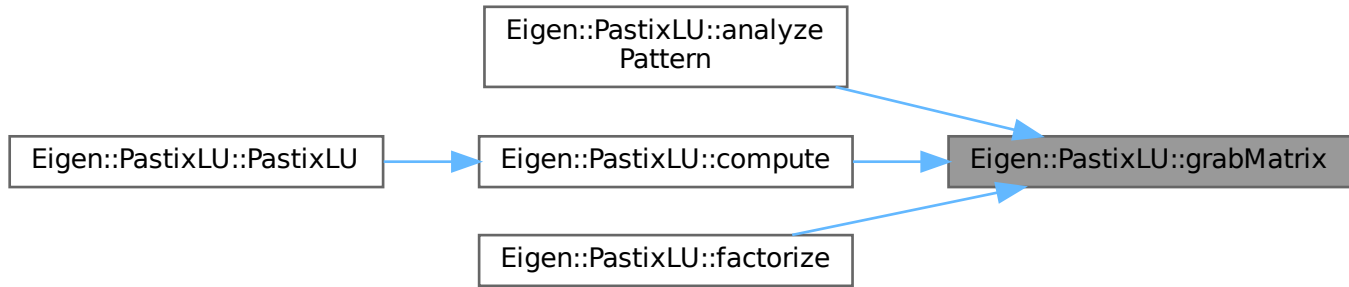 Eigen::PastixLU::analyze
Pattern
Eigen::PastixLU::PastixLU
Eigen::PastixLU::compute
Eigen::PastixLU::grabMatrix
Eigen::PastixLU::factorize